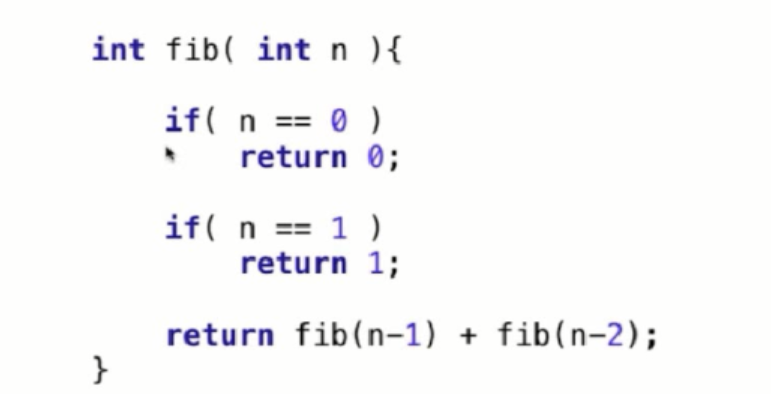 int fib( int n ){
if( n == 0 )
return 0;
if( n == 1 )
return 1;
return fib(n-1) + fib(n-2);
}